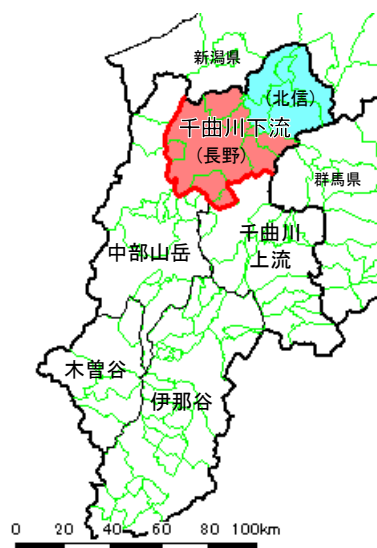 新潟県
(北信)
千曲川下流
(長野)
群馬県
千曲川
上流
中部山岳
木曽谷
伊那谷
0 20 40 60 80 100km